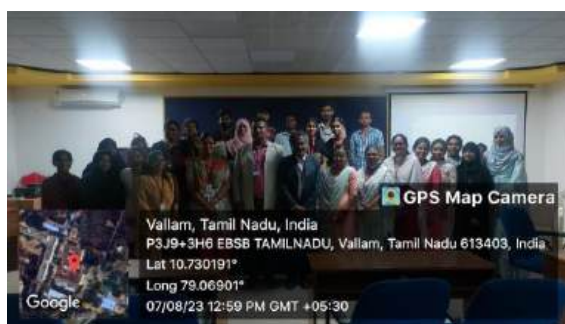 GPS Map Camera
Vallam, Tamil Nadu, India
P3J9+3H6 EBSB TAMILNADU, Vallam, Tamil Nadu 613403, India
Lat 10.730191°
Long 79.06901°
07/08/23 12:59 PM GMT +05:30
Google